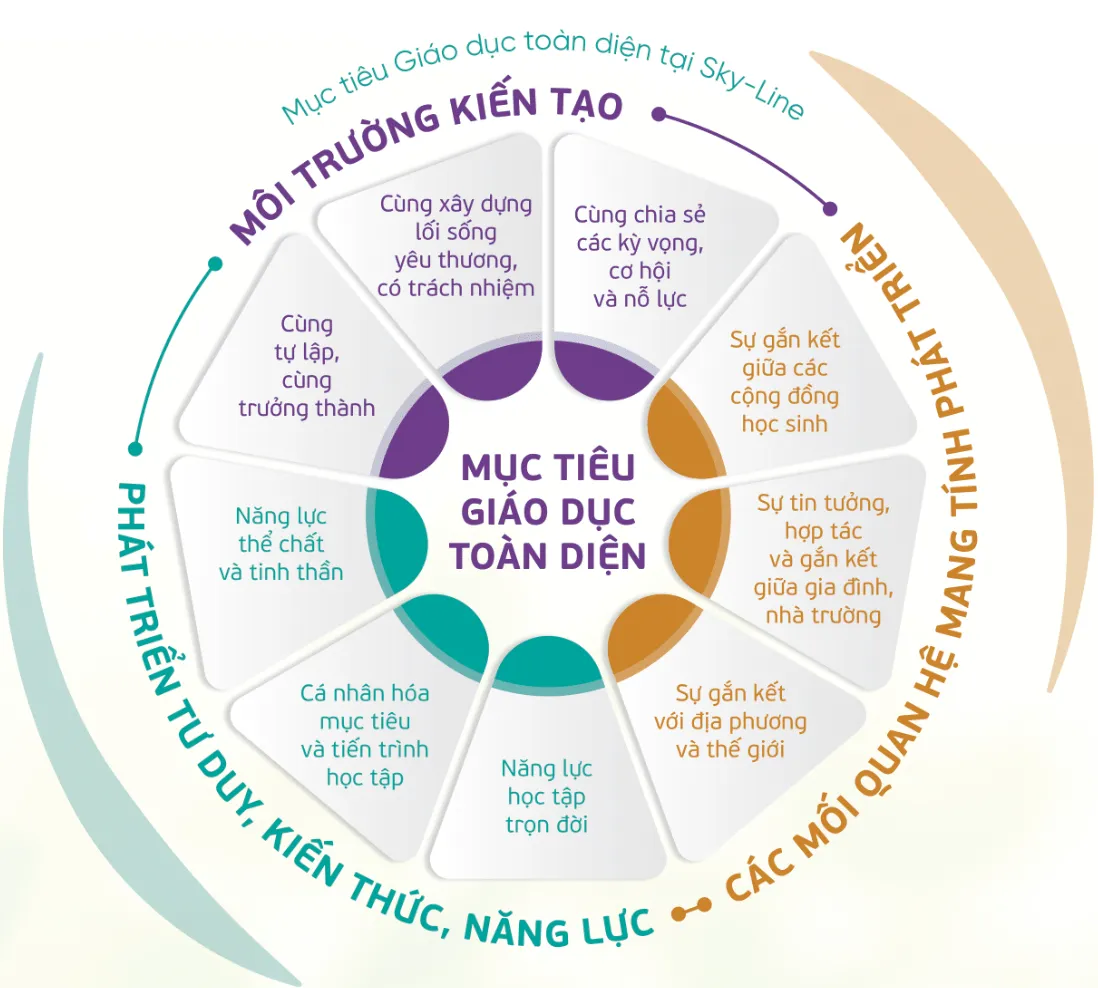 Mục tiêu Giáo dục toàn diện tại Sky-Line
MÔI TRƯỜNG KIẾN TẠO
Cùng xây dựng
lối sống
yêu thương,
có trách nhiệm
Cùng chia sẻ
các kỳ vọng,
cơ hội
và nỗ lực
Cùng
tự lập,
cùng
trưởng thành
CÁC MỐI QUAN HỆ MANG TÍNH PHÁT TRIỂN
Sự gắn kết
giữa các
cộng đồng
học sinh
Sự tin tưởng,
hợp tác
và gắn kết
giữa gia đình,
nhà trường
Sự gắn kết
với địa phương
và thế giới
MỤC TIÊU
GIÁO DỤC
TOÀN DIỆN
PHÁT TRIỂN TƯ DUY, KIẾN THỨC, NĂNG LỰC
Năng lực
thể chất
và tinh thần
Cá nhân hóa
mục tiêu
và tiến trình
học tập
Năng lực
học tập
trọn đời